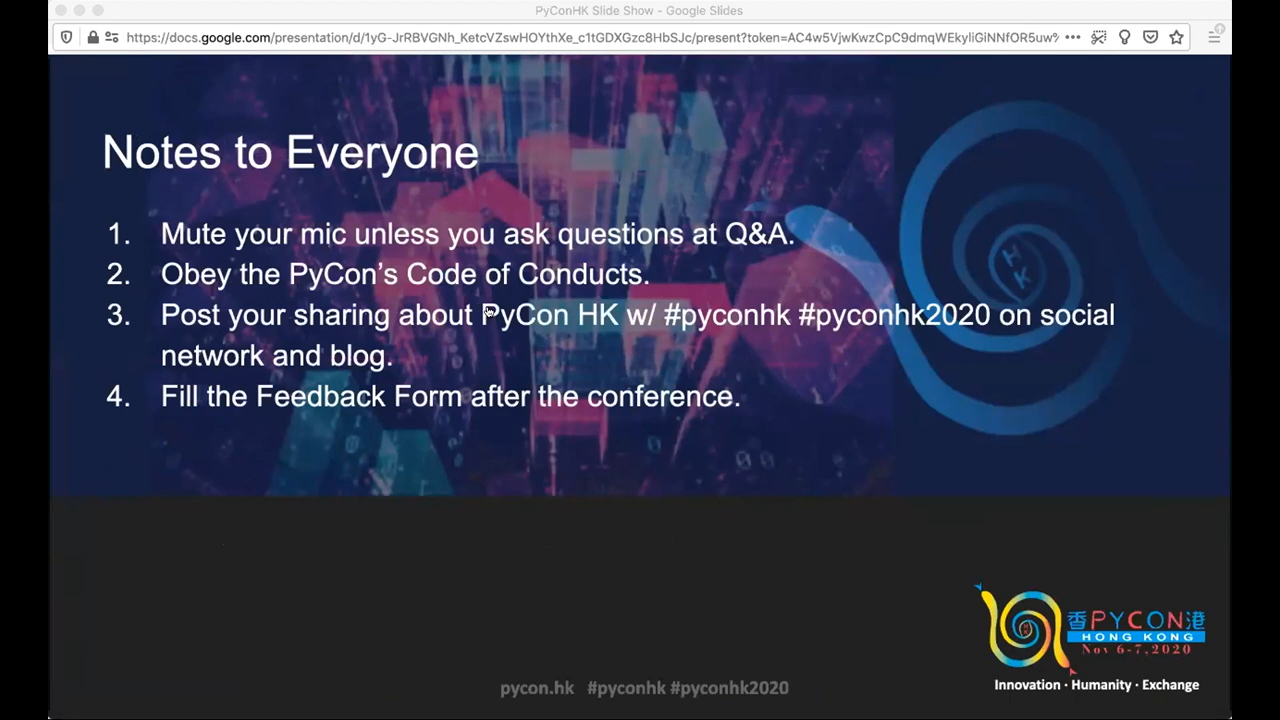 PyConHK Slide Show - Google Slides
https://docs.google.com/presentation/d/1yG-JrRBVGNh_KetcVZswHOYthXe_c1tGDXGzc8HbSJc/present?token=AC4w5VjwKwzCpC9dmqWEkyliGiNNfOR5uw%
Notes to Everyone
1. Mute your mic unless you ask questions at Q&A.
2. Obey the PyCon’s Code of Conducts.
3. Post your sharing about PyCon HK w/ #pyconhk #pyconhk2020 on social
network and blog.
4. Fill the Feedback Form after the conference.
HK
香PYCON港
HONG KONG
Nov 6-7,2020
Innovation · Humanity · Exchange
pycon.hk #pyconhk #pyconhk2020